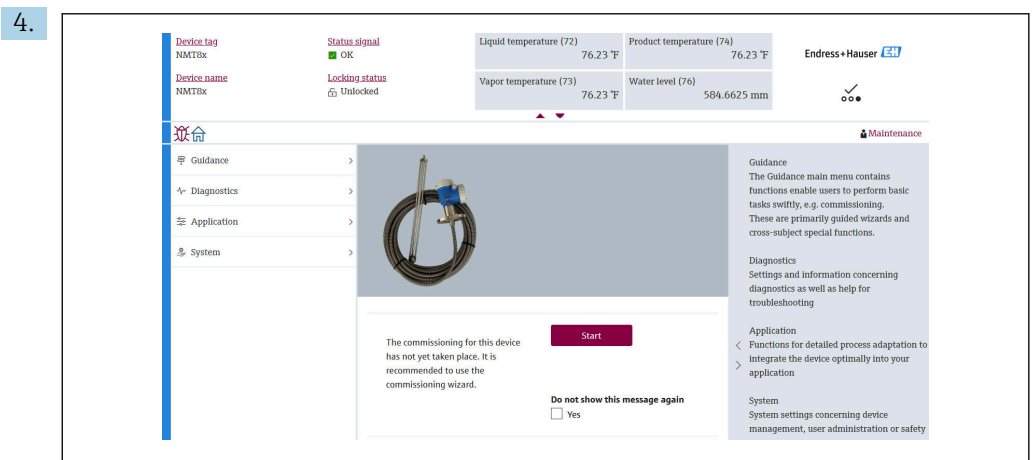 4.
Device tag
NMT8x
Status signal
OK
Liquid temperature (72)
76.23 °F
Product temperature (74)
76.23 °F
Endress+Hauser EH
Device name
NMT8x
Locking status
Unlocked
Vapor temperature (73)
76.23 °F
Water level (76)
584.6625 mm
Maintenance
Guidance
Diagnostics
Application
System
The commissioning for this device
has not yet taken place. It is
recommended to use the
commissioning wizard.
Start
Do not show this message again
Yes
Guidance
The Guidance main menu contains
functions enable users to perform basic
tasks swiftly, e.g. commissioning.
These are primarily guided wizards and
cross-subject special functions.
Diagnostics
Settings and information concerning
diagnostics as well as help for
troubleshooting
Application
Functions for detailed process adaptation to
integrate the device optimally into your
application
System
System settings concerning device
management, user administration or safety